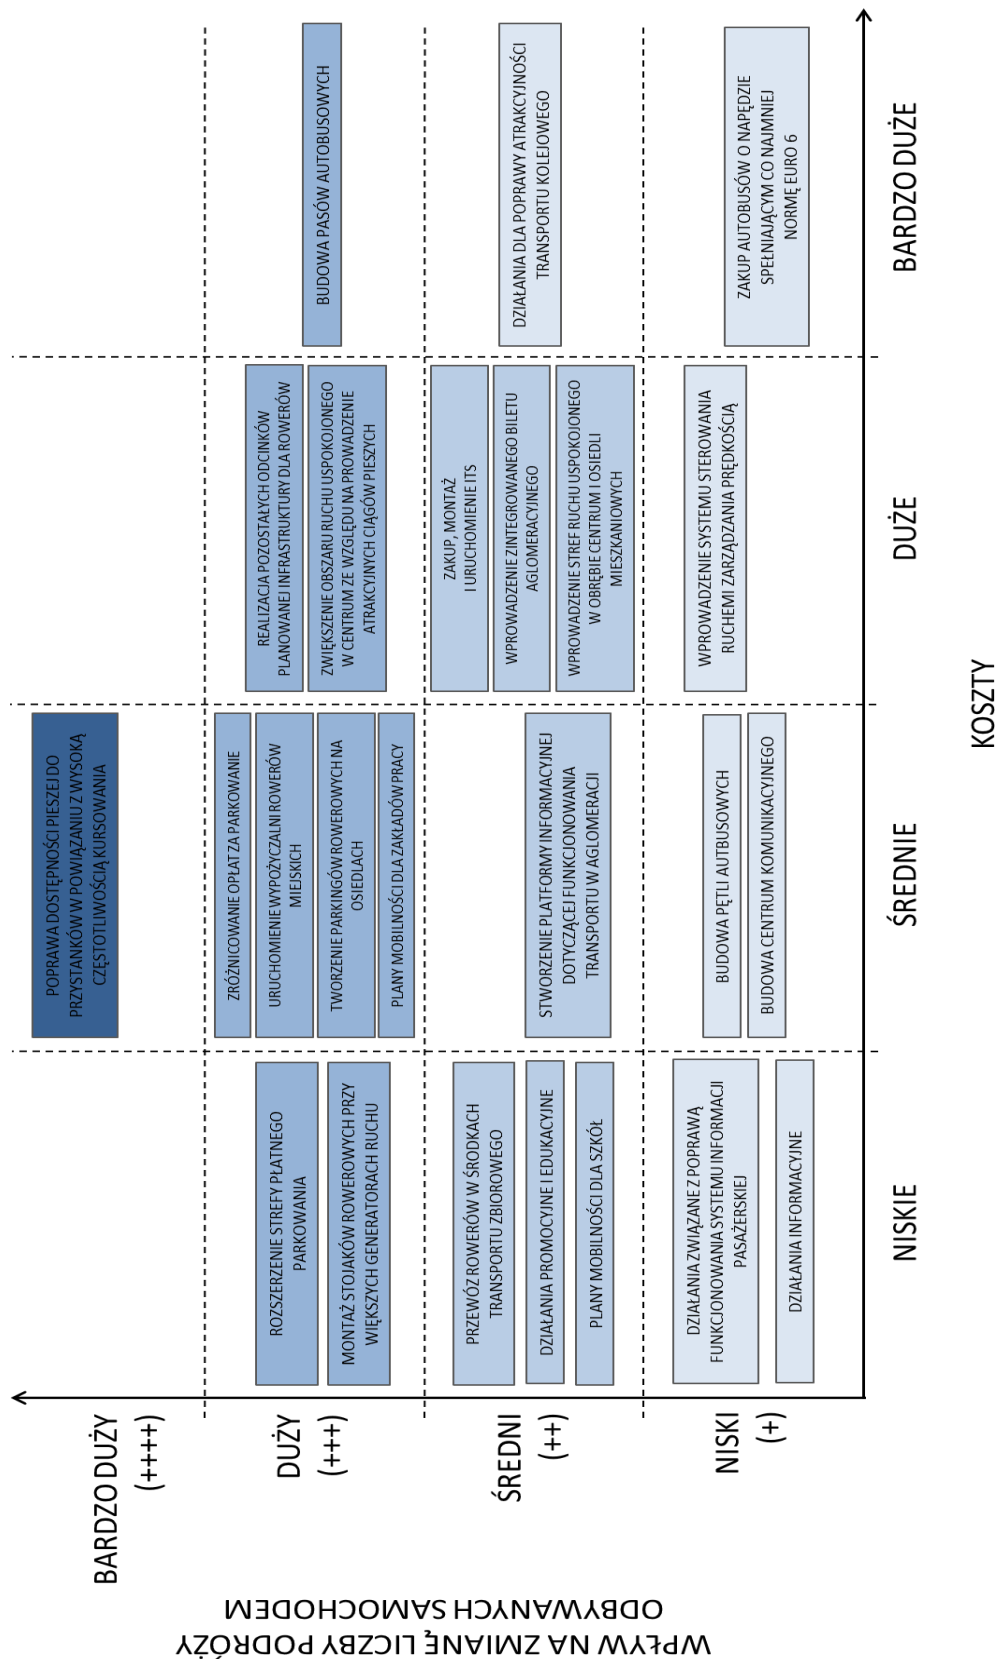 WPŁYW NA ZMIANĘ LICZBY PODRÓŻY
ODBYWANYCH SAMOCHODEM
BARDZO DUŻY
(++++)
POPRAWA DOSTĘPNOŚCI PIESZEJ DO
PRZYSTANKÓW W POWIĄZANIU Z WYSOKĄ
CZĘSTOTLIWOŚCIĄ KURSOWANIA
DUŻY
(+++)
ROZSZERZENIE STREFY PŁATNEGO
PARKOWANIA
MONTAŻ STOJAKÓW ROWEROWYCH PRZY
WIĘKSZYCH GENERATORACH RUCHU
ZRÓŻNICOWANIE OPŁAT ZA PARKOWANIE
URUCHOMIENIE WYPOŻYCZALNI ROWERÓW
MIEJSKICH
TWORZENIE PARKINGÓW ROWEROWYCH NA
OSIEDLACH
PLANY MOBILNOŚCI DLA ZAKŁADÓW PRACY
REALIZACJA POZOSTAŁYCH ODCINKÓW
PLANOWANEJ INFRASTRUKTURY DLA ROWERÓW
ZWIĘKSZENIE OBSZARU RUCHU USPOKOJONEGO
W CENTRUM ZE WZGLĘDU NA PROWADZENIE
ATRAKCYJNYCH CIĄGÓW PIESZYCH
BUDOWA PASÓW AUTOBUSOWYCH
ŚREDNI
(++)
PRZEWÓZ ROWERÓW W ŚRODKACH
TRANSPORTU ZBIOROWEGO
DZIAŁANIA PROMOCYJNE I EDUKACYJNE
PLANY MOBILNOŚCI DLA SZKÓŁ
STWORZENIE PLATFORMY INFORMACYJNEJ
DOTYCZĄCEJ FUNKCJONOWANIA
TRANSPORTU W AGLOMERACJI
ZAKUP, MONTAŻ
I URUCHOMIENIE ITS
WPROWADZENIE ZINTEGROWANEGO BILETU
AGLOMERACYJNEGO
WPROWADZENIE STREF RUCHU USPOKOJONEGO
W OBRĘBIE CENTRUM I OSIEDLI
MIESZKANIOWYCH
DZIAŁANIA DLA POPRAWY ATRAKCYJNOŚCI
TRANSPORTU KOLEJOWEGO
NISKI
(+)
DZIAŁANIA ZWIĄZANE Z POPRAWĄ
FUNKCJONOWANIA SYSTEMU INFORMACJI
PASAŻERSKIEJ
DZIAŁANIA INFORMACYJNE
BUDOWA PĘTLI AUTBUSOWYCH
BUDOWA CENTRUM KOMUNIKACYJNEGO
WPROWADZENIE SYSTEMU STEROWANIA
RUCHEMI ZARZĄDZANIA PRĘDKOŚCIĄ
ZAKUP AUTOBUSÓW O NAPĘDZIE
SPEŁNIAJĄCYM CO NAJMNIEJ
NORMĘ EURO 6
NISKIE
ŚREDNIE
DUŻE
BARDZO DUŻE
KOSZTY